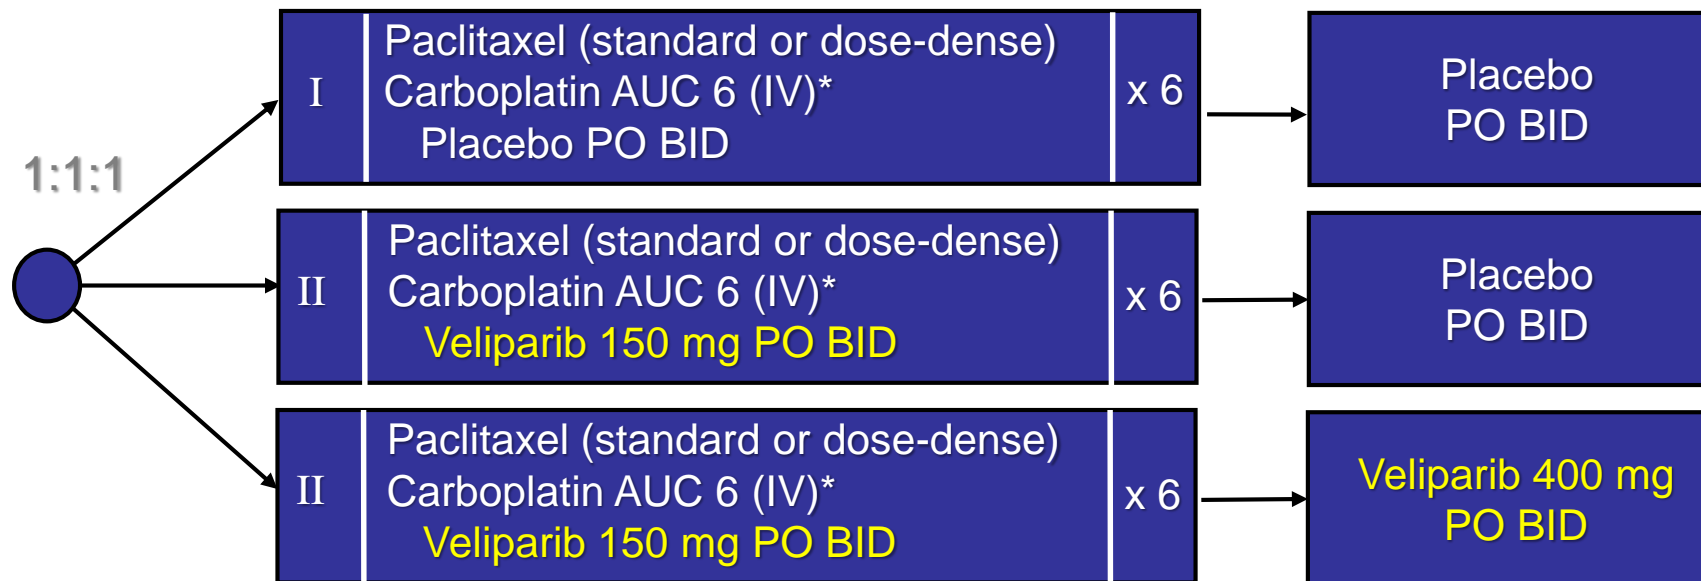 1:1:1
I
Paclitaxel (standard or dose-dense)
Carboplatin AUC 6 (IV)*
Placebo PO BID
x 6
Placebo
PO BID
II
Paclitaxel (standard or dose-dense)
Carboplatin AUC 6 (IV)*
Veliparib 150 mg PO BID
x 6
Placebo
PO BID
II
Paclitaxel (standard or dose-dense)
Carboplatin AUC 6 (IV)*
Veliparib 150 mg PO BID
x 6
Veliparib 400 mg
PO BID